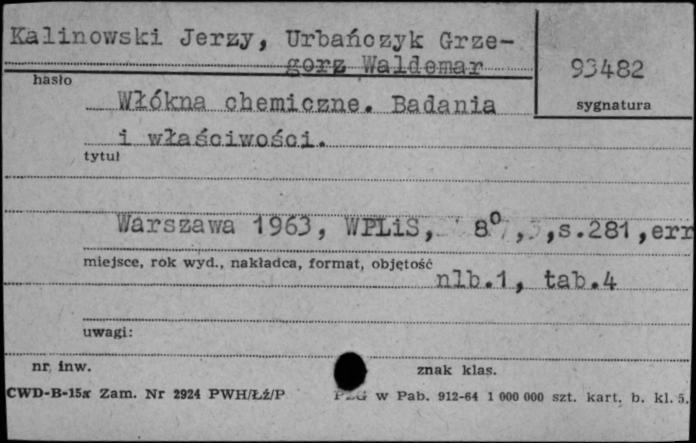 Kalinowski Jerzy, Urbańczyk Grze-
gorz Waldemar
93482
hasło
sygnatura
Włókna chemiczne. Badania
i właściwości.
tytuł
Warszawa 1963, WPLiS, 8°, ,s.281,err
miejsce, rok wyd., nakładca, format, objętość
nlb.1, tab.4
uwagi:
nr. inw.
znak klas.
CWD-B-15x Zam. Nr 2924 PWH/Łź/P
w Pab. 912-64 1 000 000 szt. kart. b. kl. 5.